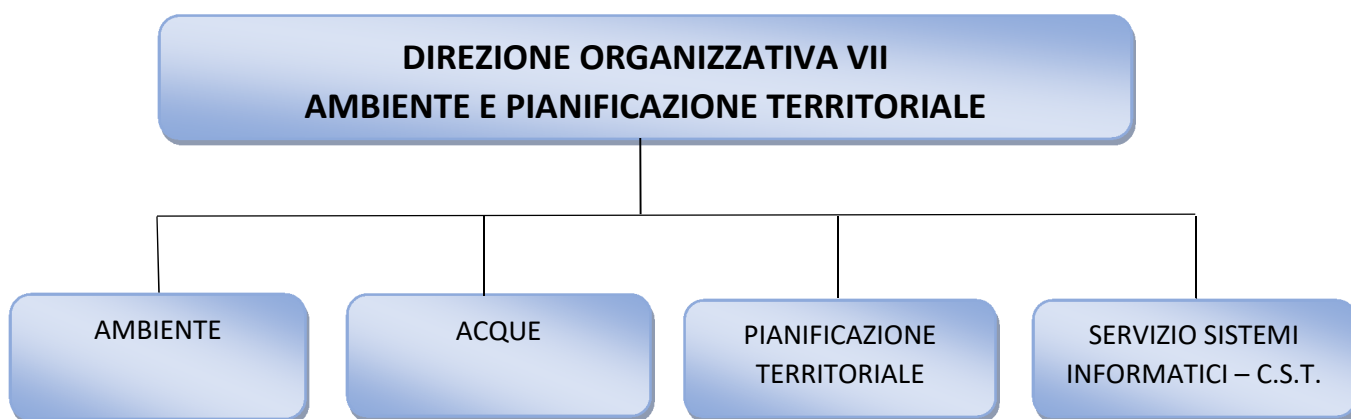 DIREZIONE ORGANIZZATIVA VII
AMBIENTE E PIANIFICAZIONE TERRITORIALE
AMBIENTE
ACQUE
PIANIFICAZIONE
TERRITORIALE
SERVIZIO SISTEMI
INFORMATICI – C.S.T.